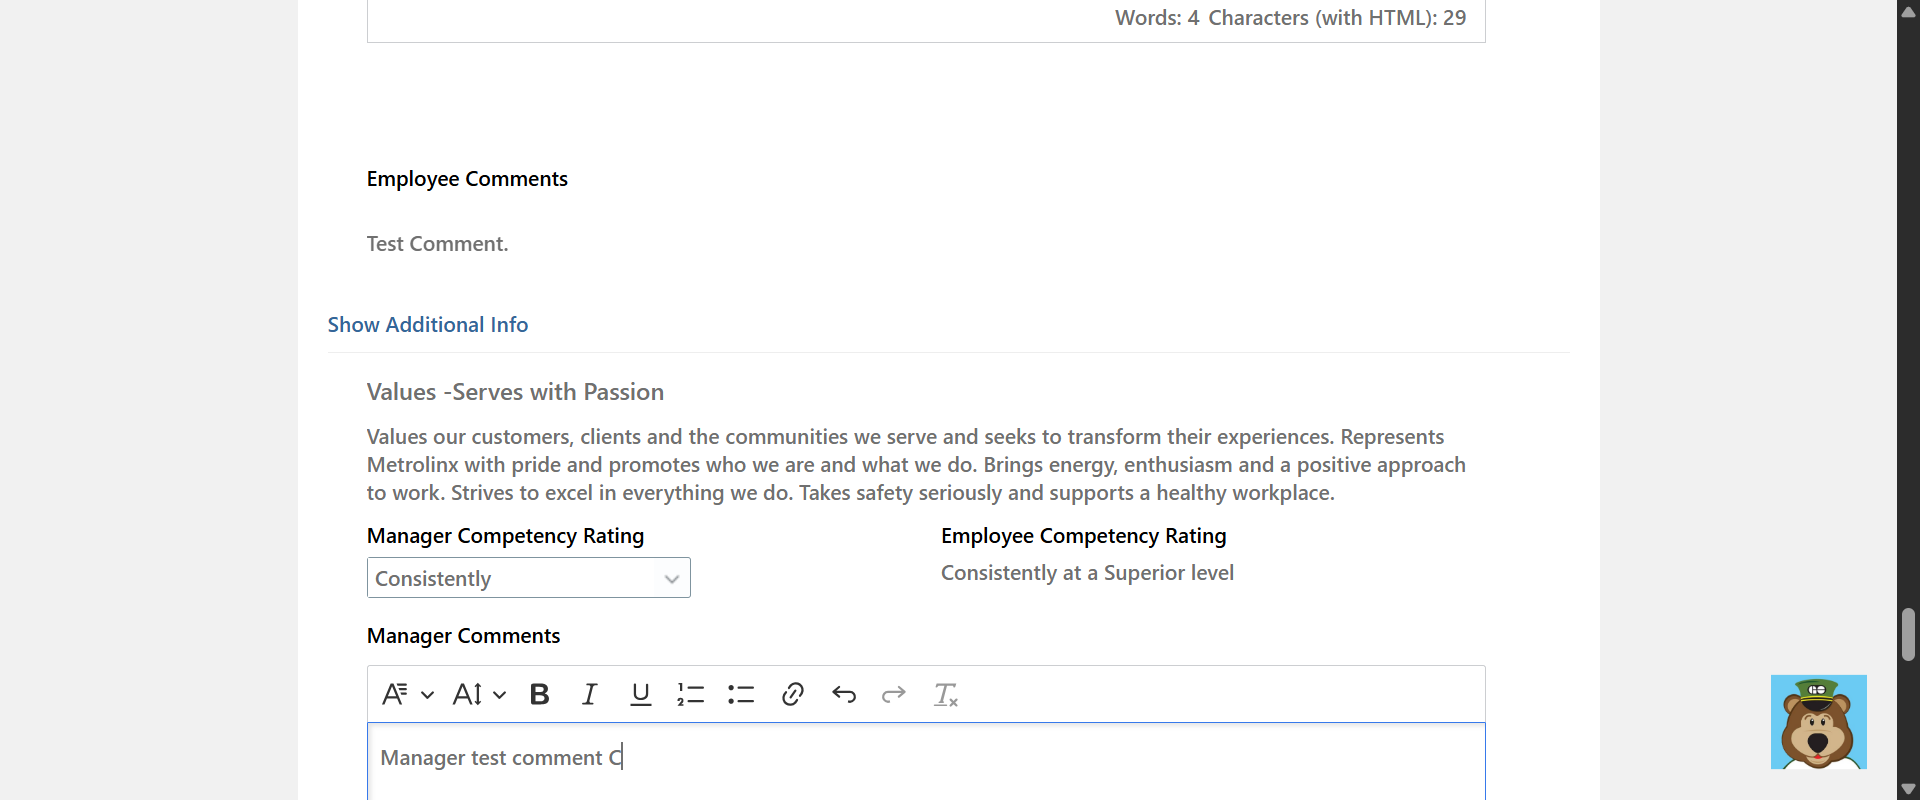 Words: 4 Characters (with HTML): 29
Employee Comments
Test Comment.
Show Additional Info
Values -Serves with Passion
Values our customers, clients and the communities we serve and seeks to transform their experiences. Represents
Metrolinx with pride and promotes who we are and what we do. Brings energy, enthusiasm and a positive approach
to work. Strives to excel in everything we do. Takes safety seriously and supports a healthy workplace.
Manager Competency Rating
Employee Competency Rating
Consistently
Consistently at a Superior level
Manager Comments
Manager test comment C
GO